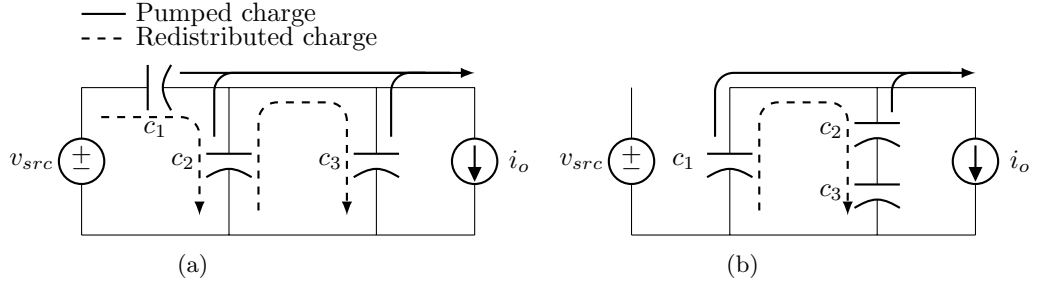 Pumped charge
Redistributed charge
c1
vsrc + − c2 c3 io
(a)
vsrc + − c1 c2 c3 io
(b)